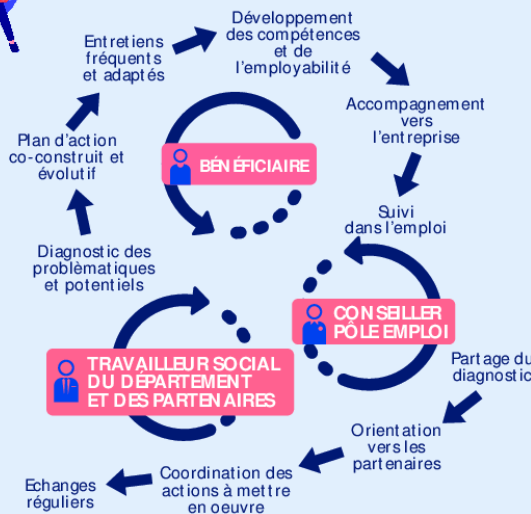 Développement
des compétences
et de
l'employabilité
Entretiens
fréquents
et adaptés
Accompagnement
vers
l'entreprise
Plan d'action
co-construit et
évolutif
BÉNÉFICIAIRE
Suivi
dans l'emploi
Diagnostic des
problèmatiques
et potentiels
CONSEILLER
PÔLE EMPLOI
TRAVAILLEUR SOCIAL
DU DÉPARTEMENT
ET DES PARTENAIRES
Partage du
diagnostic
Orientation
vers les
partenaires
Coordination des
actions à mettre
en oeuvre
Echanges
réguliers